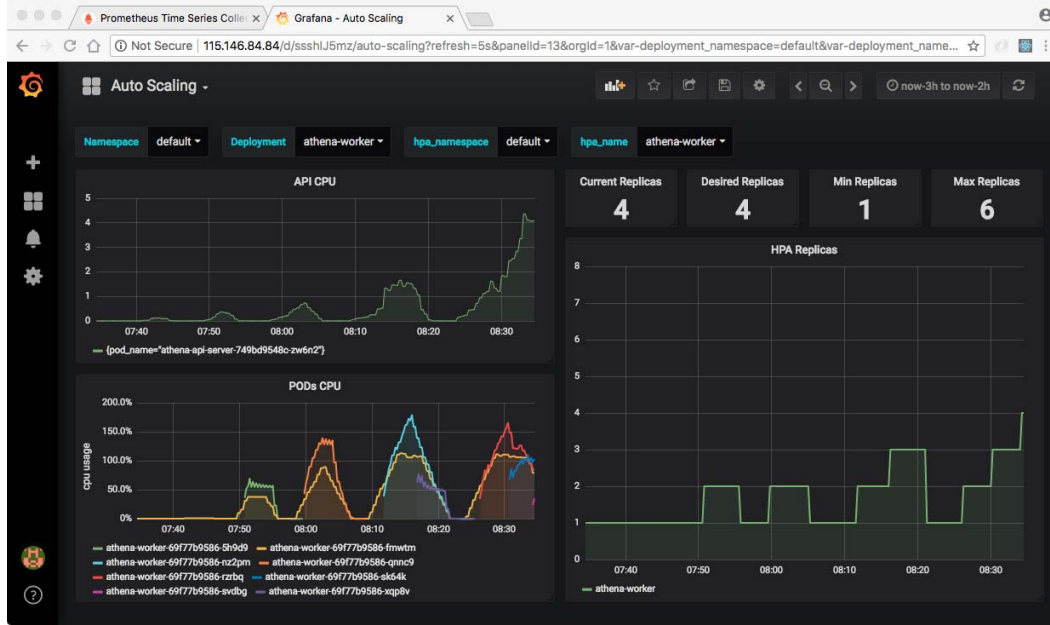 Prometheus Time Series Colle
Grafana - Auto Scaling
Not Secure | 115.146.84.84/d/ssshIJ5mz/auto-scaling?refresh=5s&panelId=13&orgId=1&var-deployment_namespace=default&var-deployment_name...
Auto Scaling
now-3h to now-2h
Namespace default Deployment athena-worker hpa_namespace default hpa_name athena-worker
API CPU
5
4
3
2
1
0
07:40 07:50 08:00 08:10 08:20 08:30
{pod_name="athena-api-server-749bd9548c-zw6n2"}
Current Replicas
4
Desired Replicas
4
Min Replicas
1
Max Replicas
6
PODs CPU
cpu usage
200.0%
150.0%
100.0%
50.0%
0%
07:40 07:50 08:00 08:10 08:20 08:30
athena-worker-69f77b9586-5h9d9 athena-worker-69f77b9586-fmwtm
athena-worker-69f77b9586-nz2pm athena-worker-69f77b9586-qnnc9
athena-worker-69f77b9586-rzrbq athena-worker-69f77b9586-sk64k
athena-worker-69f77b9586-svdbg athena-worker-69f77b9586-xqp8v
HPA Replicas
8
7
6
5
4
3
2
1
0
07:40 07:50 08:00 08:10 08:20 08:30
athena-worker